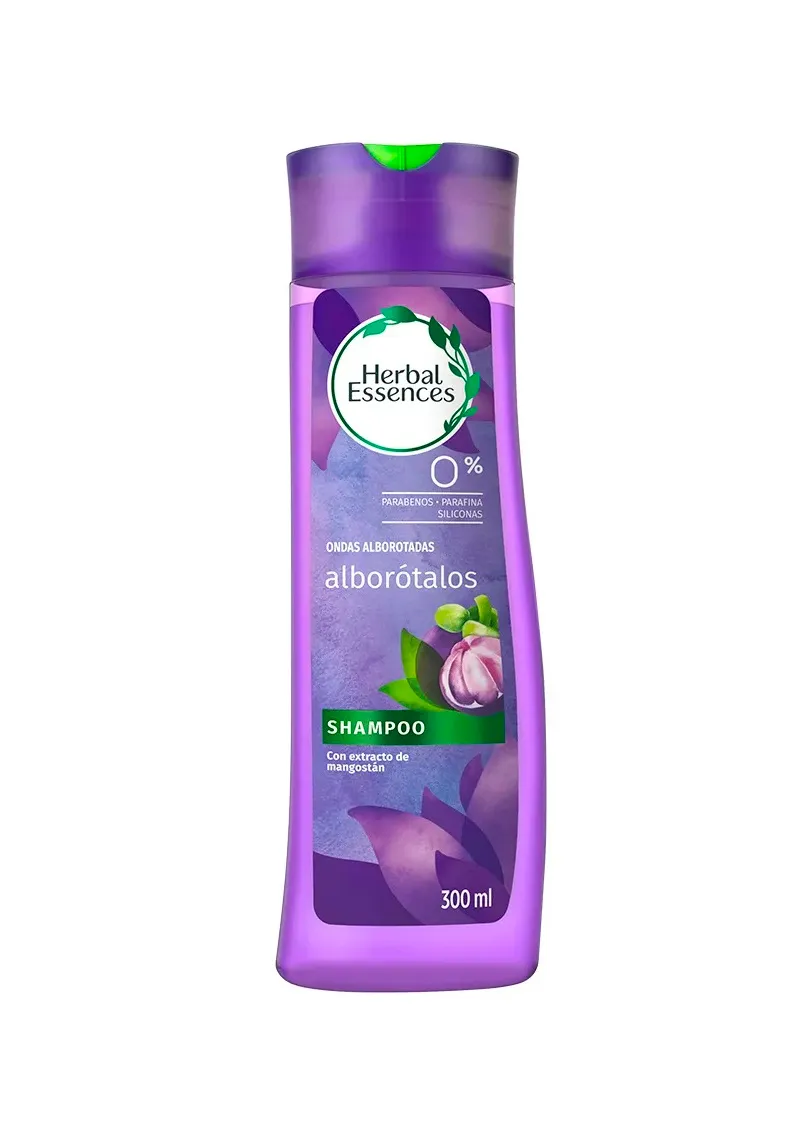 Herbal
Essences
0%
PARABENOS • PARAFINA
SILICONAS
ONDAS ALBOROTADAS
alborótalos
SHAMPOO
Con extracto de
mangostán
300 ml